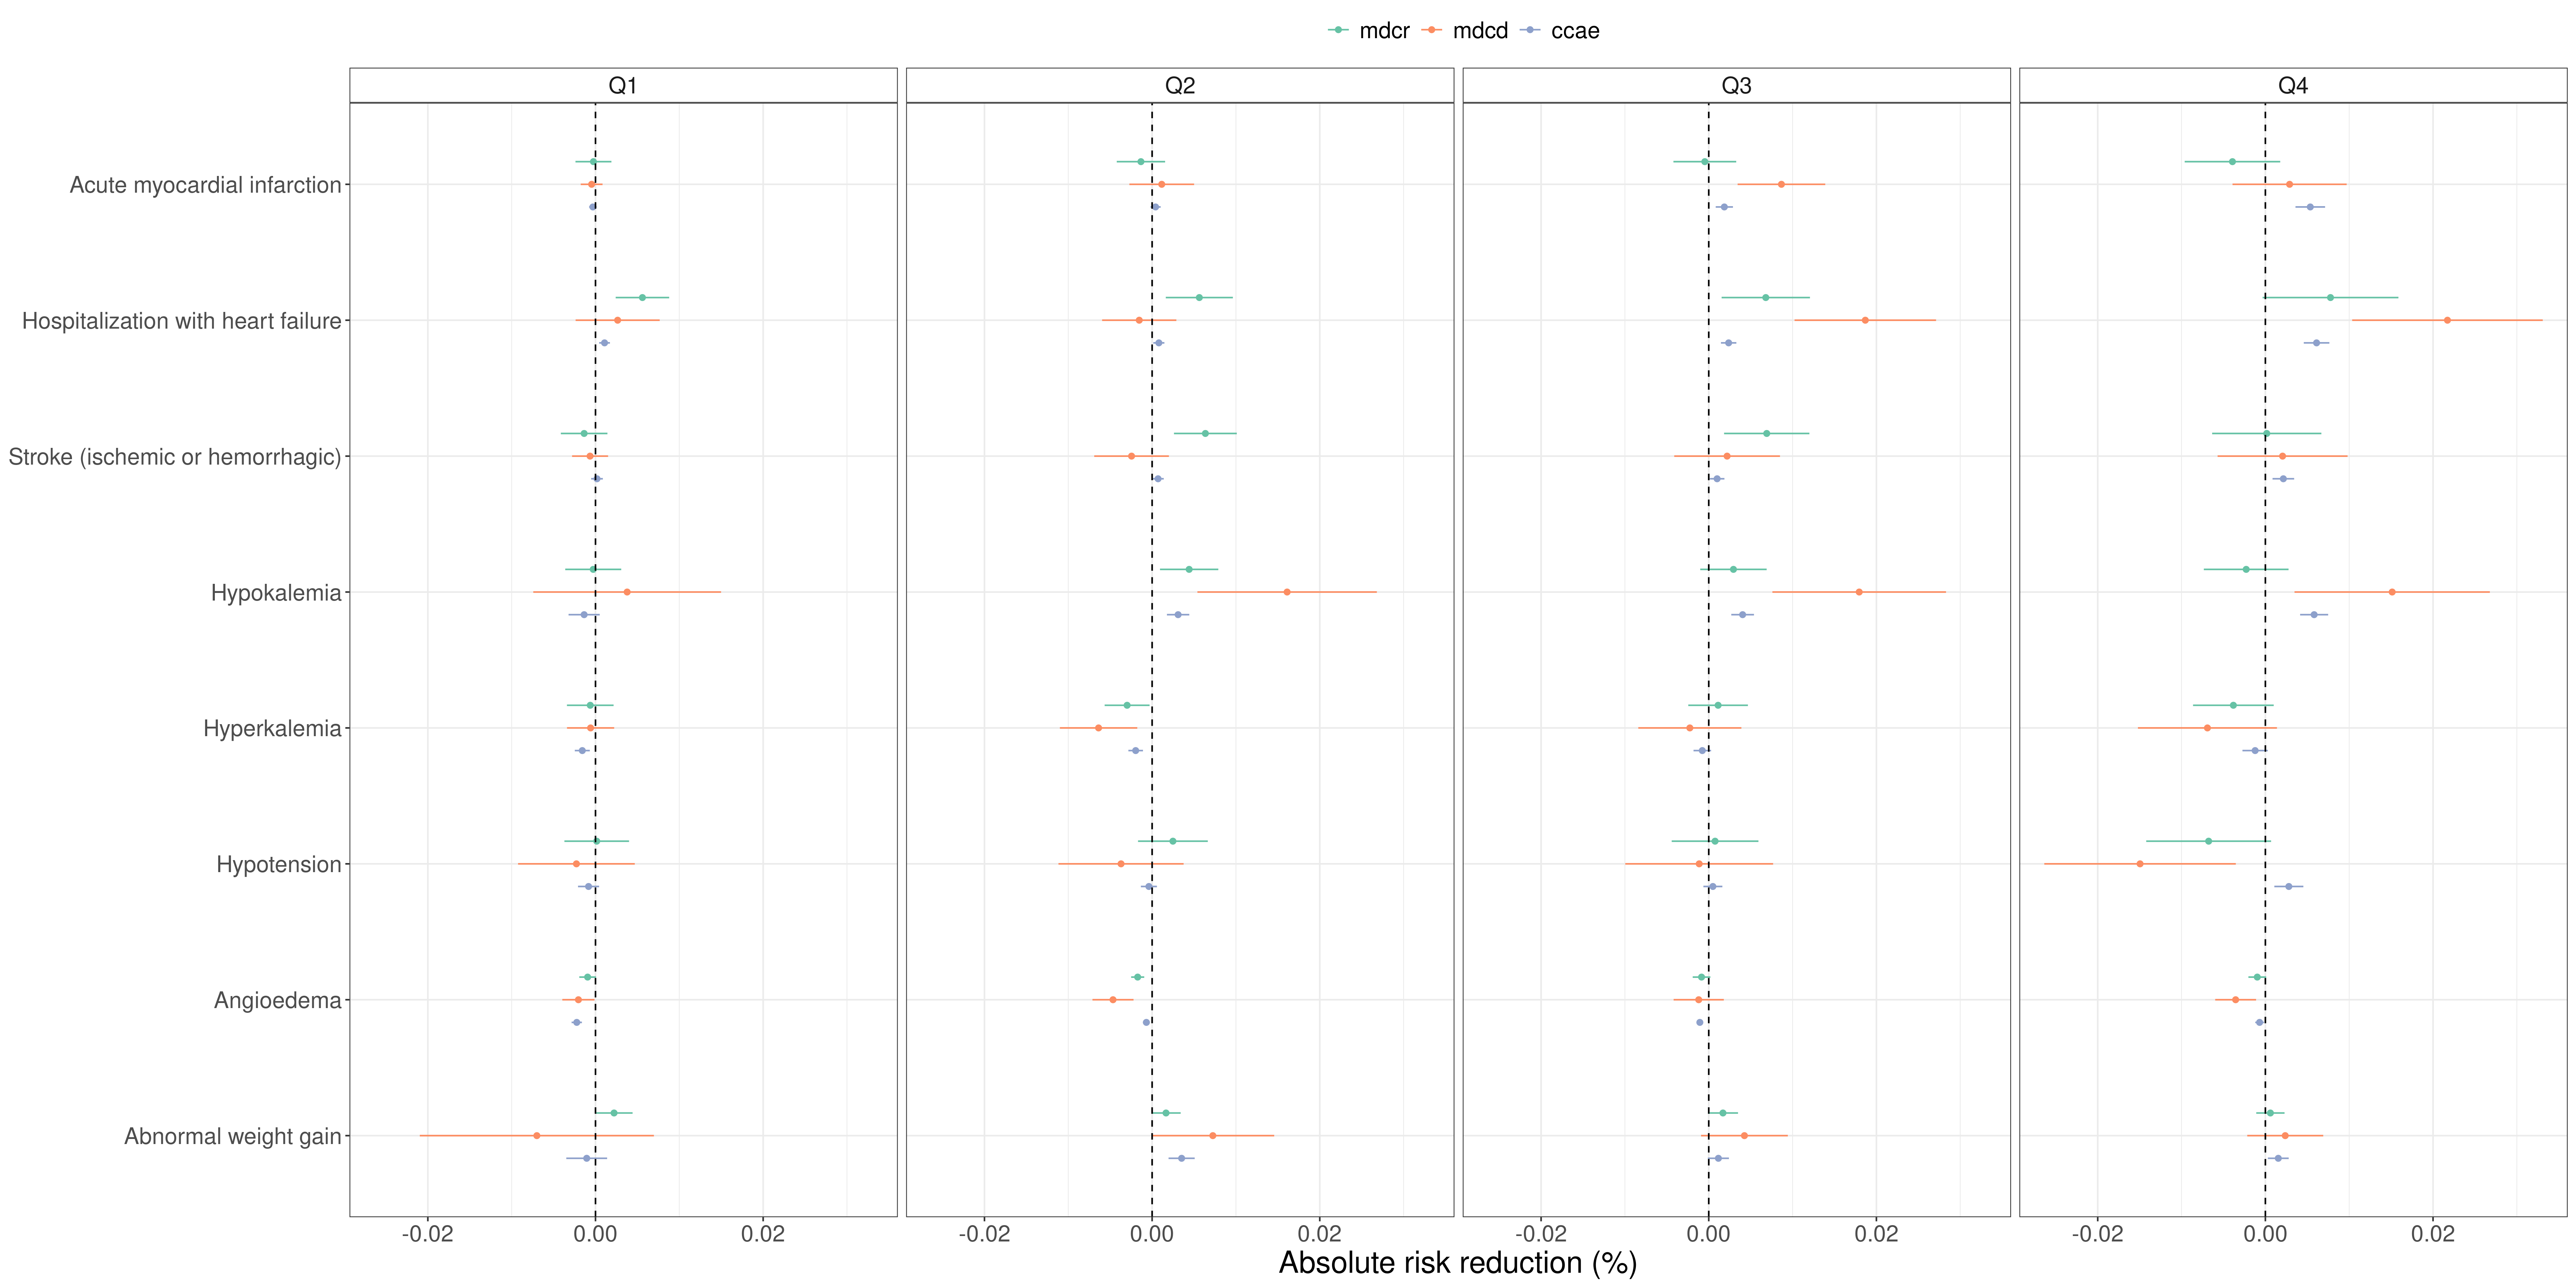 mdcr mdcd ccae
Q1 Q2 Q3 Q4
Acute myocardial infarction
Hospitalization with heart failure
Stroke (ischemic or hemorrhagic)
Hypokalemia
Hyperkalemia
Hypotension
Angioedema
Abnormal weight gain
-0.02 0.00 0.02 -0.02 0.00 0.02 -0.02 0.00 0.02 -0.02 0.00 0.02
Absolute risk reduction (%)